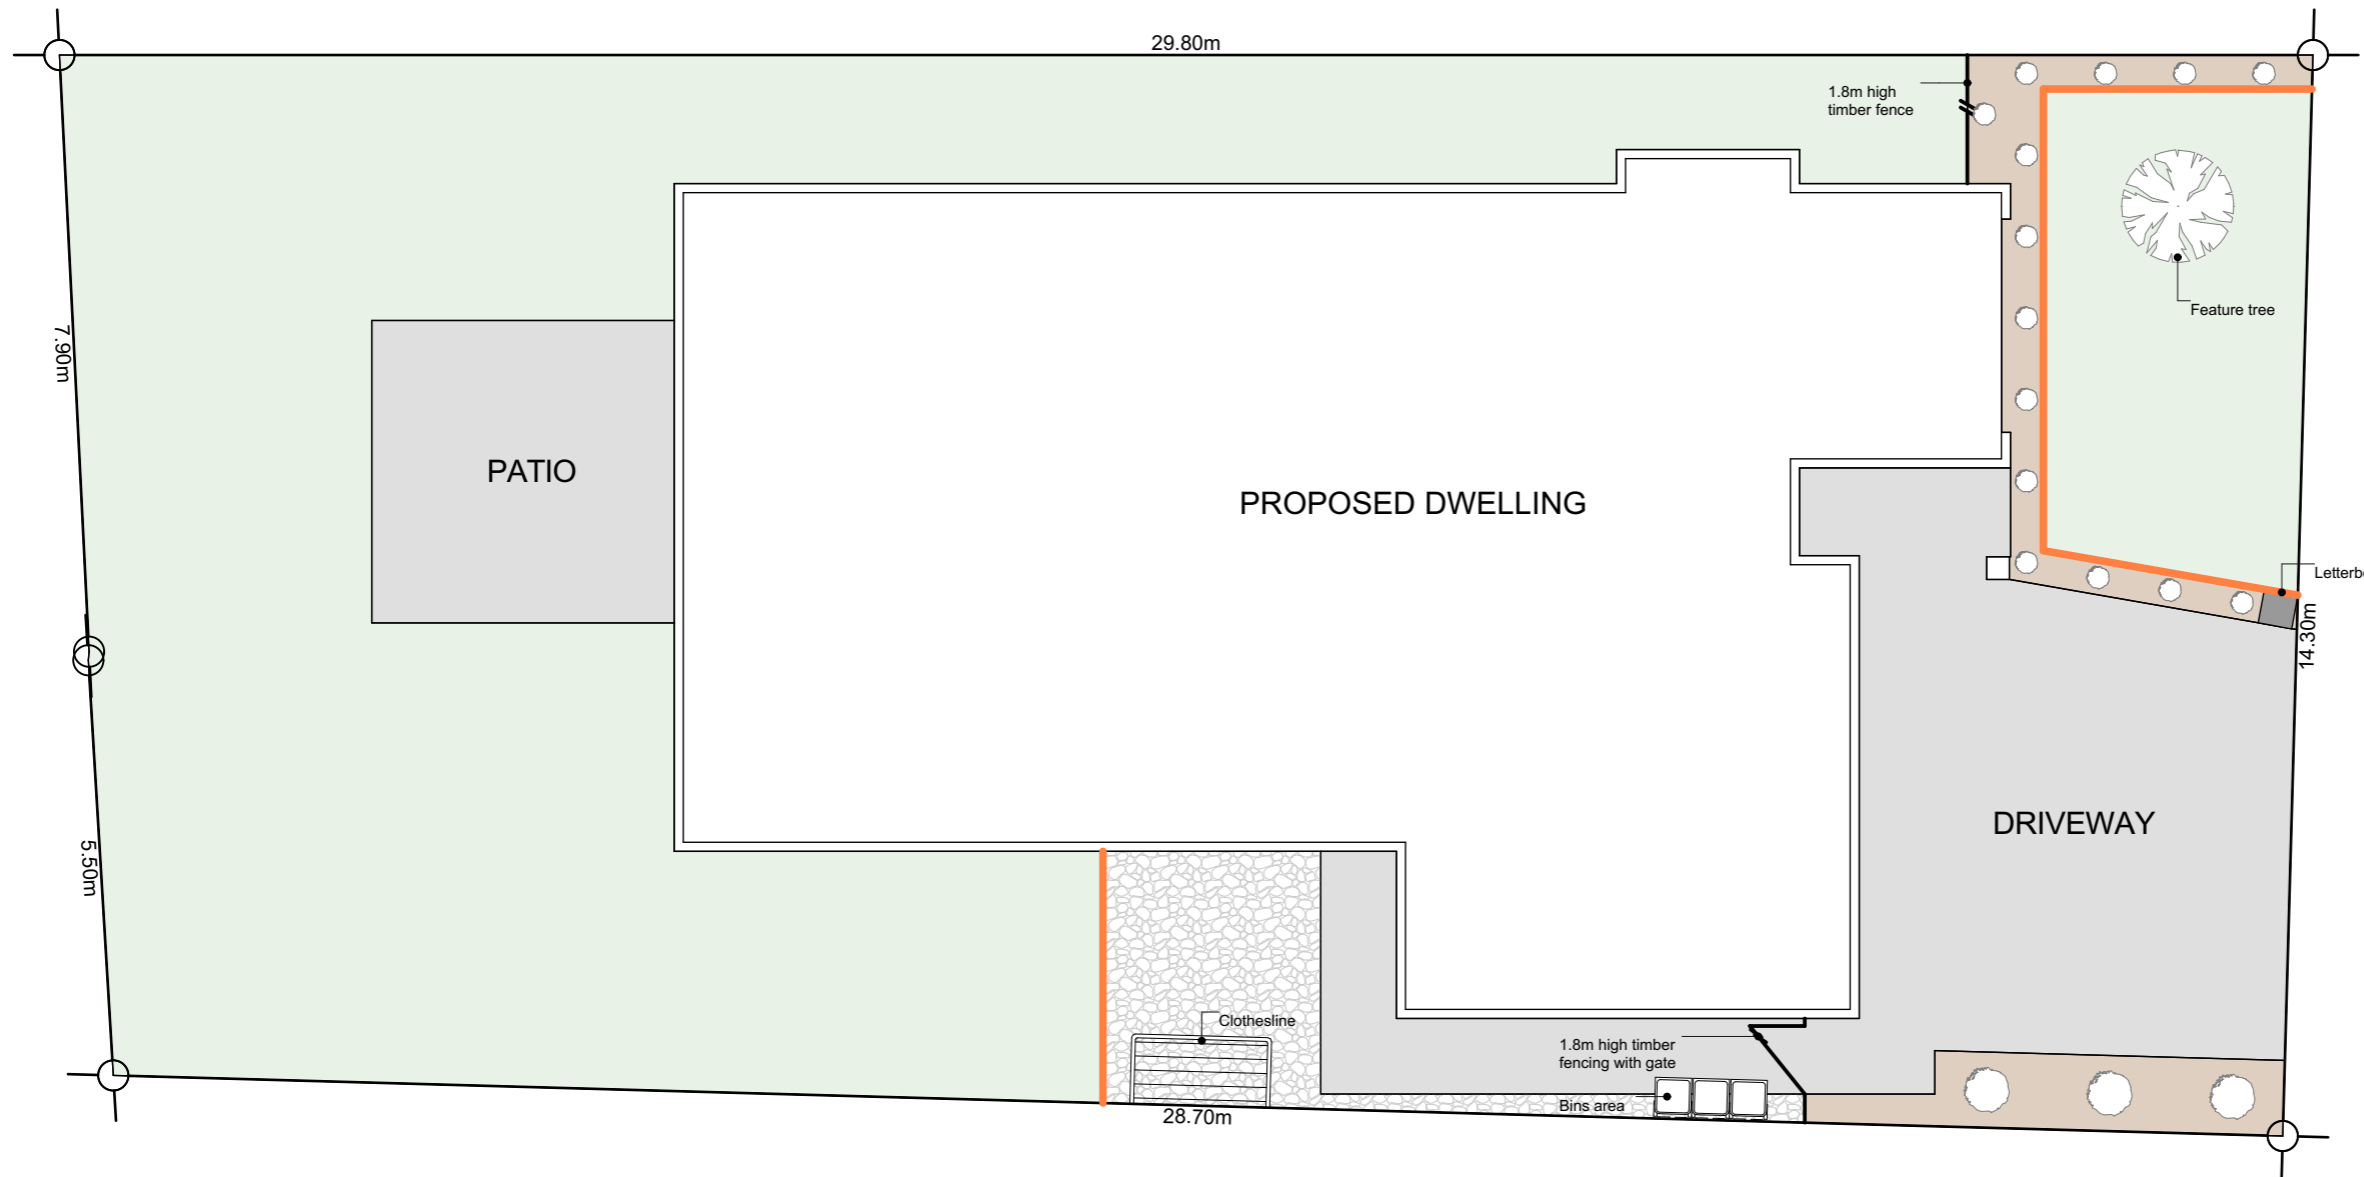 29.80m
1.8m high
timber fence
Feature tree
7.90m
PATIO
PROPOSED DWELLING
Letterb
14.30m
DRIVEWAY
5.50m
Clothesline
1.8m high timber
fencing with gate
Bins area
28.70m